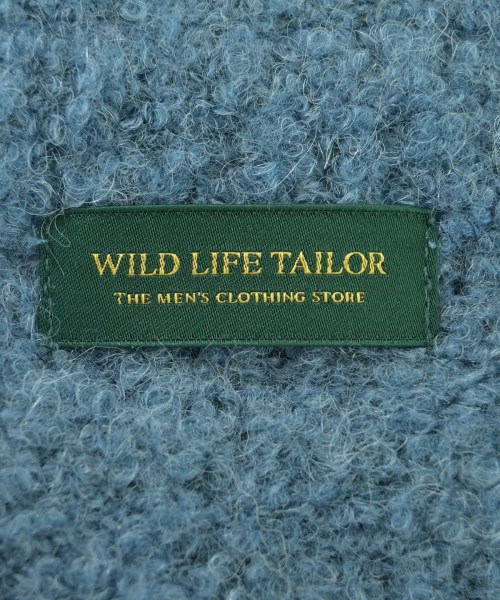 WILD LIFE TAILOR
THE MEN'S CLOTHING STORE